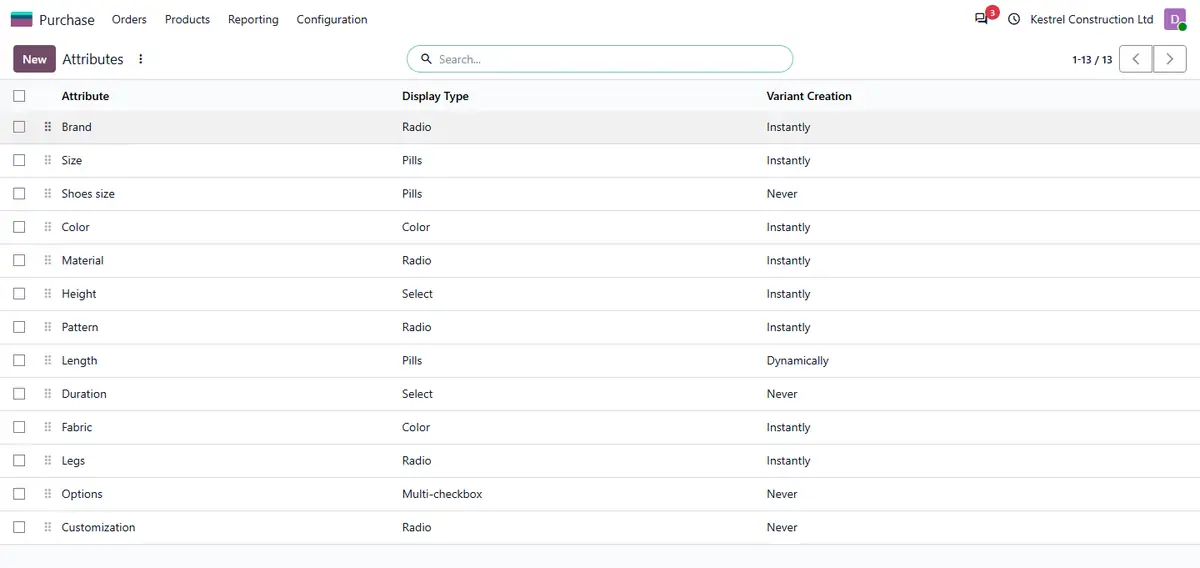 Purchase Orders Products Reporting Configuration 3 Kestrel Construction Ltd D
New Attributes Search... 1-13 / 13
Attribute Display Type Variant Creation
Brand Radio Instantly
Size Pills Instantly
Shoes size Pills Never
Color Color Instantly
Material Radio Instantly
Height Select Instantly
Pattern Radio Instantly
Length Pills Dynamically
Duration Select Never
Fabric Color Instantly
Legs Radio Instantly
Options Multi-checkbox Never
Customization Radio Never